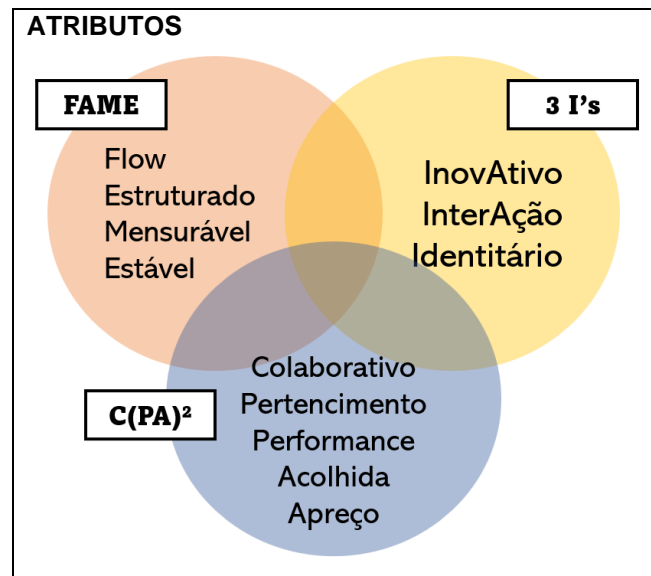 ATRIBUTOS
FAME
Flow
Estruturado
Mensurável
Estável
3 I's
InovAtivo
InterAção
Identitário
C(PA)²
Colaborativo
Pertencimento
Performance
Acolhida
Apreço